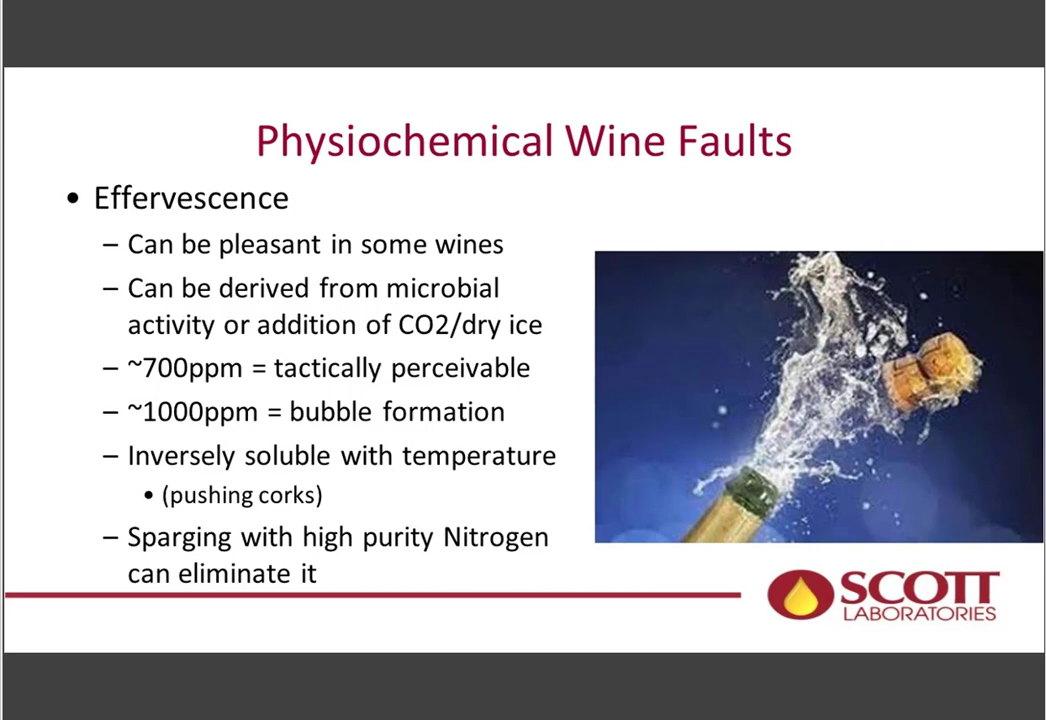 Physiochemical Wine Faults
• Effervescence
– Can be pleasant in some wines
– Can be derived from microbial
activity or addition of CO2/dry ice
– ~700ppm = tactically perceivable
– ~1000ppm = bubble formation
– Inversely soluble with temperature
• (pushing corks)
– Sparging with high purity Nitrogen
can eliminate it
SCOTT
LABORATORIES